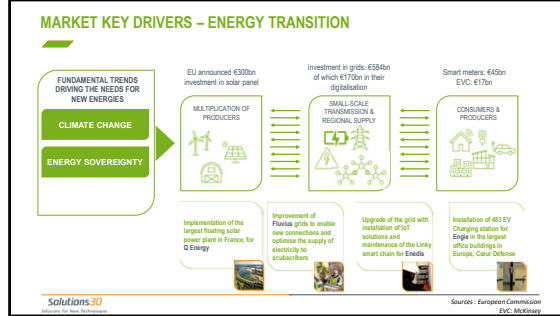 MARKET KEY DRIVERS – ENERGY TRANSITION
FUNDAMENTAL TRENDS
DRIVING THE NEEDS FOR
NEW ENERGIES
CLIMATE CHANGE
ENERGY SOVEREIGNTY
EU announced €300bn
investment in solar panel
MULTIPLICATION OF
PRODUCERS
Investment in grids: €584bn
of which €170bn in their
digitalisation
SMALL-SCALE
TRANSMISSION &
REGIONAL SUPPLY
Smart meters: €45bn
EVC: €17bn
CONSUMERS &
PRODUCERS
Implementation of the
largest floating solar
power plant in France, for
Q Energy
Improvement of
Fluvius grids to enable
new connections and
optimise the supply of
electricity to
scubscribers
Upgrade of the grid with
installation of IoT
solutions and
maintenance of the Linky
smart chain for Enedis
Installation of 483 EV
Charging station for
Engie in the largest
office buildings in
Europe, Cœur Défense
Solutions30
Solutions for New Technologies
Sources : European Commission
EVC: McKinsey